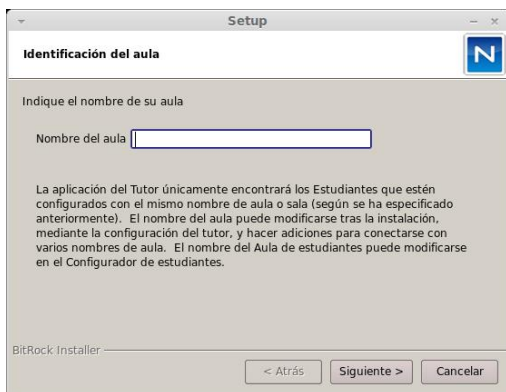 Setup
Identificación del aula
N
Indique el nombre de su aula
Nombre del aula
La aplicación del Tutor únicamente encontrará los Estudiantes que estén
configurados con el mismo nombre de aula o sala (según se ha especificado
anteriormente). El nombre del aula puede modificarse tras la instalación,
mediante la configuración del tutor, y hacer adiciones para conectarse con
varios nombres de aula. El nombre del Aula de estudiantes puede modificarse
en el Configurador de estudiantes.
BitRock Installer
< Atrás Siguiente > Cancelar